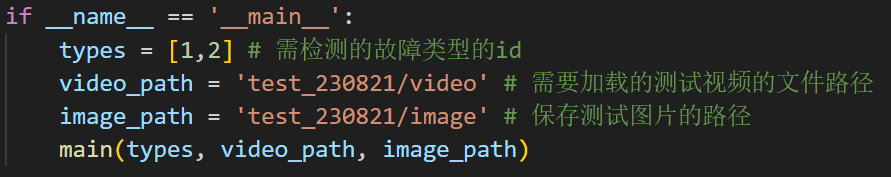 if __name__ == '__main__':
    types = [1,2] # 需检测的故障类型的id
    video_path = 'test_230821/video' # 需要加载的测试视频的文件路径
    image_path = 'test_230821/image' # 保存测试图片的路径
    main(types, video_path, image_path)